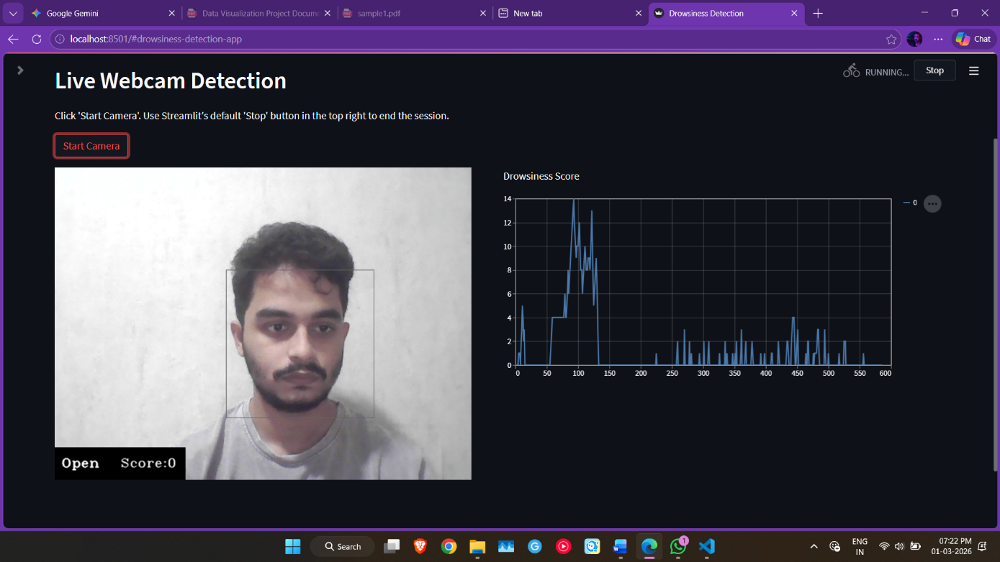 Google Gemini
Data Visualization Project Docum
sample1.pdf
New tab
Drowsiness Detection
localhost:8501/#drowsiness-detection-app
Chat
Live Webcam Detection
RUNNING...
Stop
Click 'Start Camera'. Use Streamlit's default 'Stop' button in the top right to end the session.
Start Camera
Drowsiness Score
14
12
10
8
6
4
2
0
0 50 100 150 200 250 300 350 400 450 500 550 600
0
Open Score:0
Search
1
ENG
IN
07:22 PM
01-03-2026